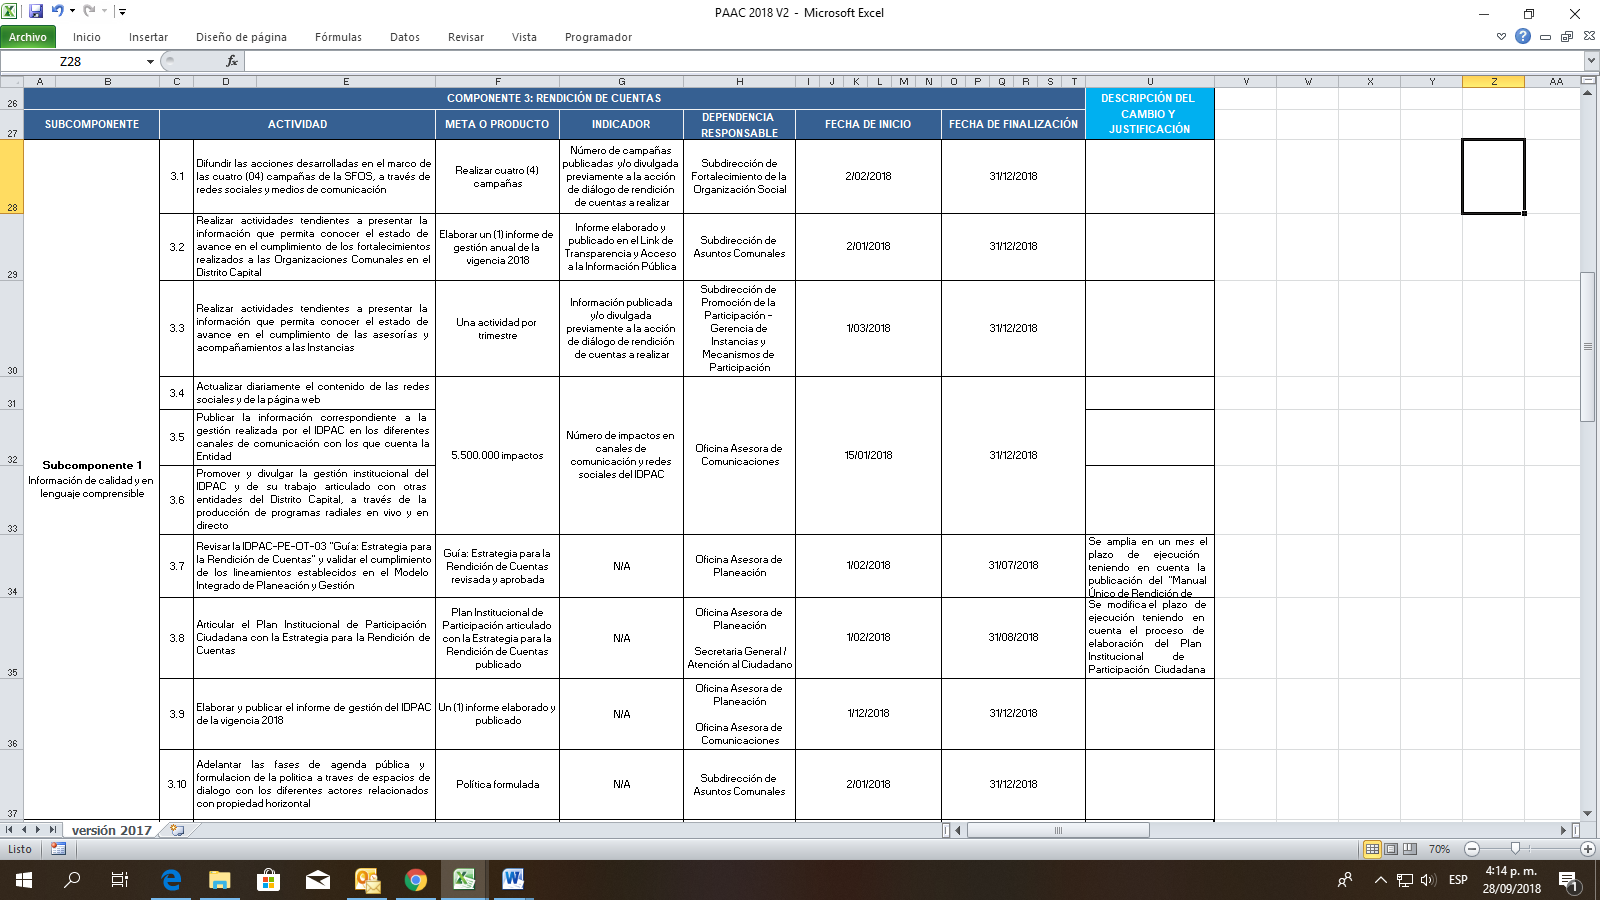 PAAC 2018 V2 - Microsoft Excel
Archivo Inicio Insertar Diseño de página Fórmulas Datos Revisar Vista Programador
Z28 fx
A B C D E F G H I J K L M N O P Q R S T U V W X Y Z AA
26 COMPONENTE 3: RENDICIÓN DE CUENTAS
DESCRIPCIÓN DEL
CAMBIO Y
JUSTIFICACIÓN
27 SUBCOMPONENTE ACTIVIDAD META O PRODUCTO INDICADOR
DEPENDENCIA
RESPONSABLE
FECHA DE INICIO FECHA DE FINALIZACIÓN
Subcomponente 1
Información de calidad y en
lenguaje comprensible
28
3.1
Difundir las acciones desarrolladas en el marco de
las cuatro (04) campañas de la SFOS, a través de
redes sociales y medios de comunicación
Realizar cuatro (4)
campañas
Número de campañas
publicadas y/o divulgada
previamente a la acción
de diálogo de rendición
de cuentas a realizar
Subdirección de
Fortalecimiento de la
Organización Social
2/02/2018
31/12/2018
29
3.2
Realizar actividades tendientes a presentar la
información que permita conocer el estado de
avance en el cumplimiento de los fortalecimientos
realizados a las Organizaciones Comunales en el
Distrito Capital
Elaborar un (1) informe de
gestión anual de la
vigencia 2018
Informe elaborado y
publicado en el Link de
Transparencia y Acceso
a la Información Pública
Subdirección de
Asuntos Comunales
2/01/2018
31/12/2018
30
3.3
Realizar actividades tendientes a presentar la
información que permita conocer el estado de
avance en el cumplimiento de las asesorías y
acompañamientos a las Instancias
Una actividad por
trimestre
Información publicada
y/o divulgada
previamente a la acción
de diálogo de rendición
de cuentas a realizar
Subdirección de
Promoción de la
Participación -
Gerencia de
Instancias y
Mecanismos de
Participación
1/03/2018
31/12/2018
31
3.4
Actualizar diariamente el contenido de las redes
sociales y de la página web
32
3.5
Publicar la información correspondiente a la
gestión realizada por el IDPAC en los diferentes
canales de comunicación con los que cuenta la
Entidad
33
3.6
Promover y divulgar la gestión institucional del
IDPAC y de su trabajo articulado con otras
entidades del Distrito Capital, a través de la
producción de programas radiales en vivo y en
directo
5.500.000 impactos
Número de impactos en
canales de
comunicación y redes
sociales del IDPAC
Oficina Asesora de
Comunicaciones
15/01/2018
31/12/2018
34
3.7
Revisar la IDPAC-PE-OT-03 "Guía: Estrategia para
la Rendición de Cuentas" y validar el cumplimiento
de los lineamientos establecidos en el Modelo
Integrado de Planeación y Gestión
Guía: Estrategia para la
Rendición de Cuentas
revisada y aprobada
N/A
Oficina Asesora de
Planeación
1/02/2018
31/07/2018
Se amplia en un mes el
plazo de ejecución
teniendo en cuenta la
publicación del "Manual
Único de Rendición de
35
3.8
Articular el Plan Institucional de Participación
Ciudadana con la Estrategia para la Rendición de
Cuentas
Plan Institucional de
Participación articulado
con la Estrategia para la
Rendición de Cuentas
publicado
N/A
Oficina Asesora de
Planeación
Secretaria General /
Atención al Ciudadano
1/02/2018
31/08/2018
Se modifica el plazo de
ejecución teniendo en
cuenta el proceso de
elaboración del Plan
Institucional de
Participación Ciudadana
36
3.9
Elaborar y publicar el informe de gestión del IDPAC
de la vigencia 2018
Un (1) informe elaborado y
publicado
N/A
Oficina Asesora de
Planeación
Oficina Asesora de
Comunicaciones
1/12/2018
31/12/2018
37
3.10
Adelantar las fases de agenda pública y
formulacion de la politica a traves de espacios de
dialogo con los diferentes actores relacionados
con propiedad horizontal
Política formulada
N/A
Subdirección de
Asuntos Comunales
2/01/2018
31/12/2018
versión 2017
Listo 70%
ESP
4:14 p. m.
28/09/2018
1